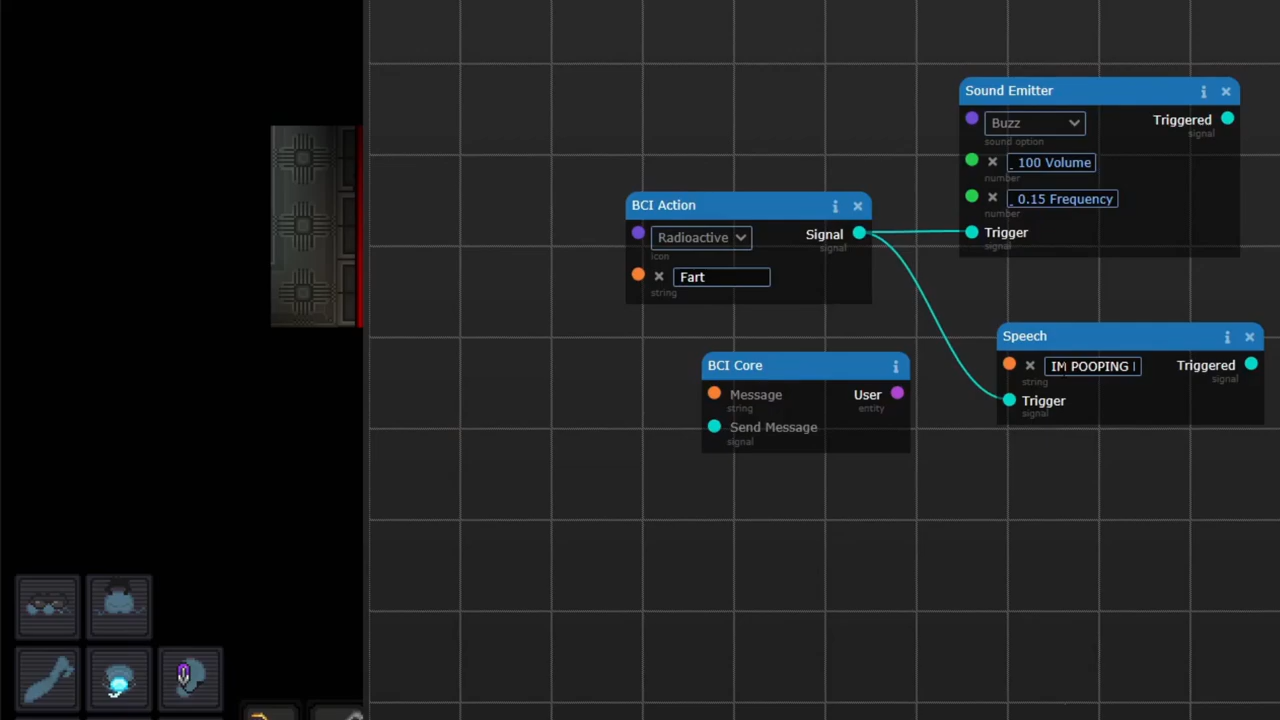 Sound Emitter
Buzz
Triggered
sound option
signal
100 Volume
number
0.15 Frequency
number
Trigger
signal
BCI Action
Radioactive
Signal
icon
signal
Fart
string
BCI Core
Message
User
string
entity
Send Message
signal
Speech
IM POOPING
Triggered
string
signal
Trigger
signal